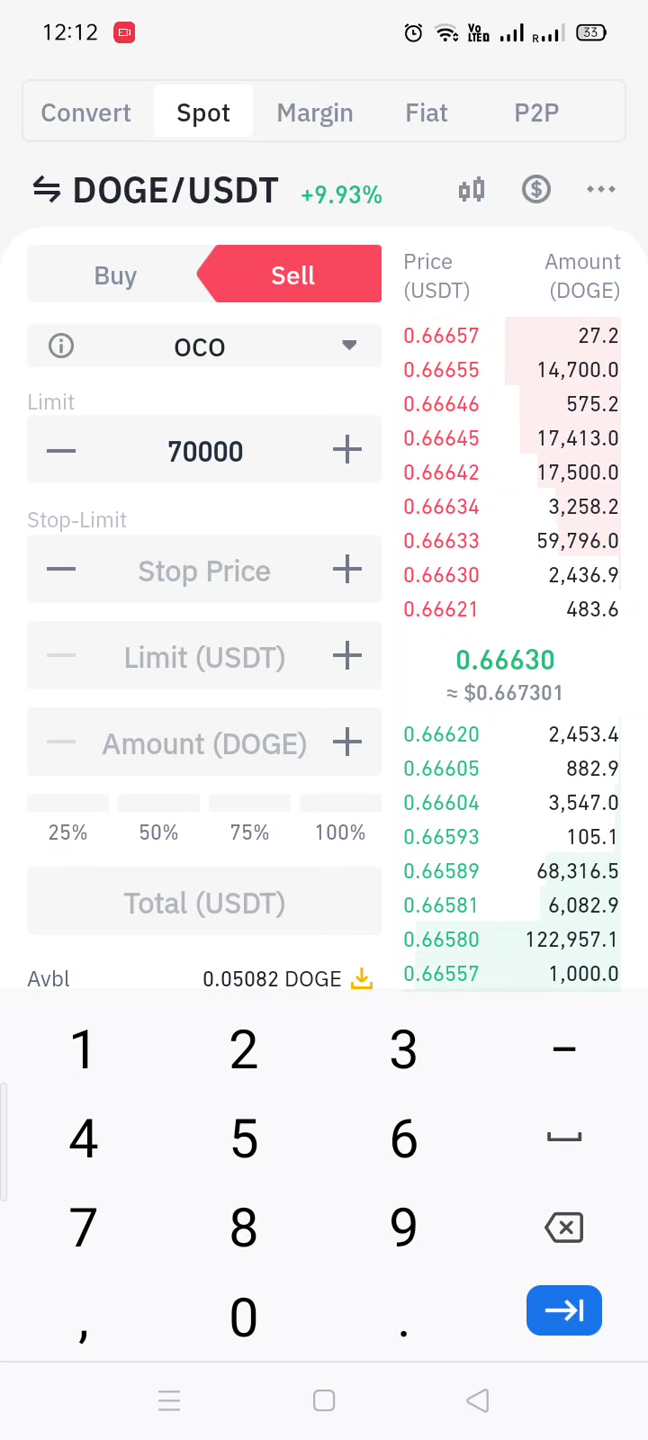 12:12 Vo LTED R 33
Convert Spot Margin Fiat P2P
DOGE/USDT +9.93%
Buy Sell
OCO
Limit
70000
Stop-Limit
Stop Price
Limit (USDT)
Amount (DOGE)
25% 50% 75% 100%
Total (USDT)
Avbl 0.05082 DOGE
Price Amount
(USDT) (DOGE)
0.66657 27.2
0.66655 14,700.0
0.66646 575.2
0.66645 17,413.0
0.66642 17,500.0
0.66634 3,258.2
0.66633 59,796.0
0.66630 2,436.9
0.66621 483.6
0.66630
≈ $0.667301
0.66620 2,453.4
0.66605 882.9
0.66604 3,547.0
0.66593 105.1
0.66589 68,316.5
0.66581 6,082.9
0.66580 122,957.1
0.66557 1,000.0
1 2 3 –
4 5 6
7 8 9
, 0 .